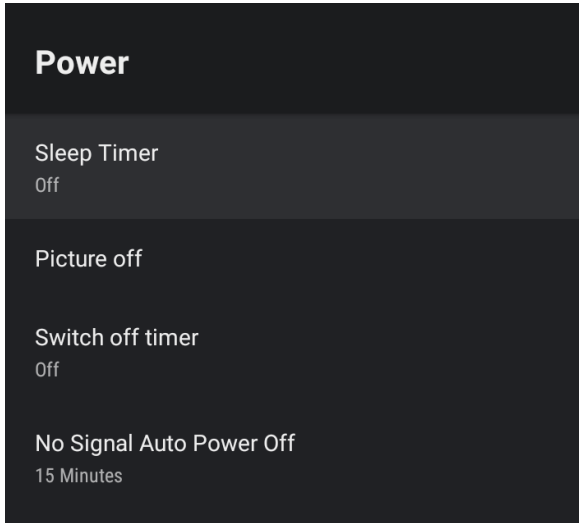 Power
Sleep Timer
Off
Picture off
Switch off timer
Off
No Signal Auto Power Off
15 Minutes